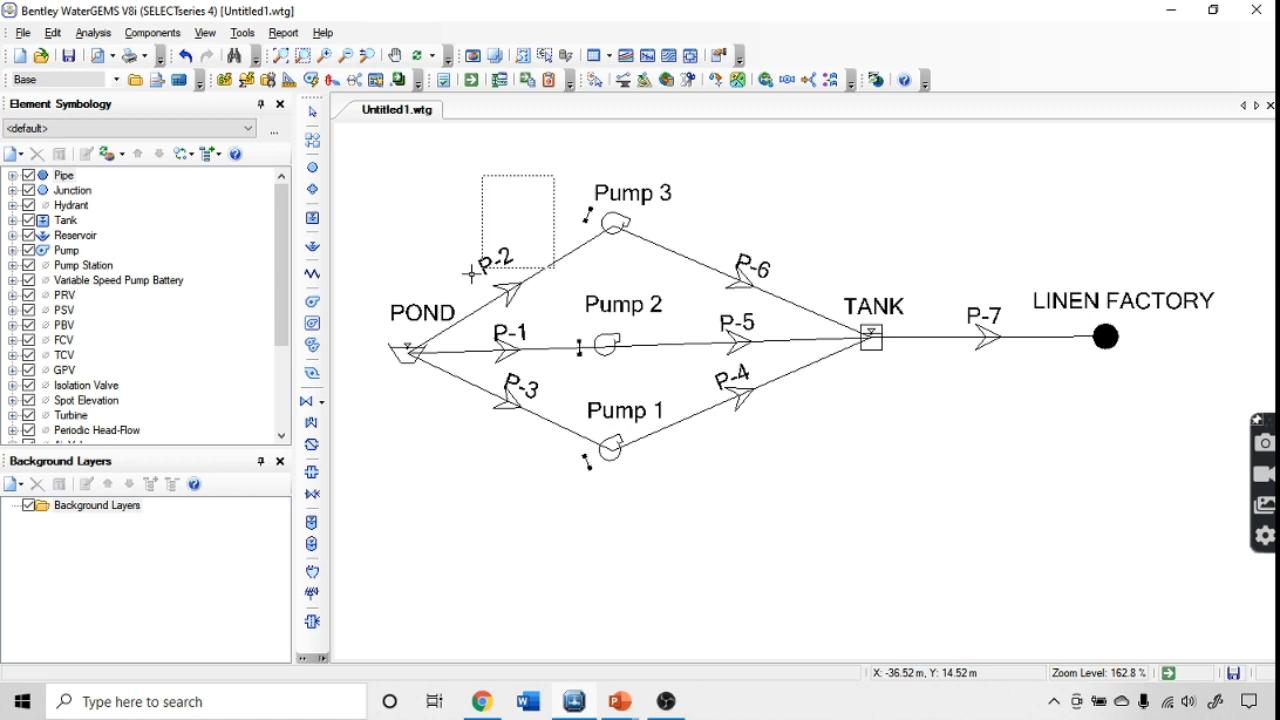 Bentley WaterGEMS V8i (SELECTseries 4) [Untitled1.wtg]
File Edit Analysis Components View Tools Report Help
Base
Element Symbology
<default>
...
Pipe
Junction
Hydrant
Tank
Reservoir
Pump
Pump Station
Variable Speed Pump Battery
PRV
PSV
PBV
FCV
TCV
GPV
Isolation Valve
Spot Elevation
Turbine
Periodic Head-Flow
Background Layers
Background Layers
Untitled1.wtg
Pump 3
P-2
P-6
POND
Pump 2
TANK
LINEN FACTORY
P-1
P-5
P-7
P-3
P-4
Pump 1
X: -36.52 m, Y: 14.52 m
Zoom Level: 162.8 %
Type here to search